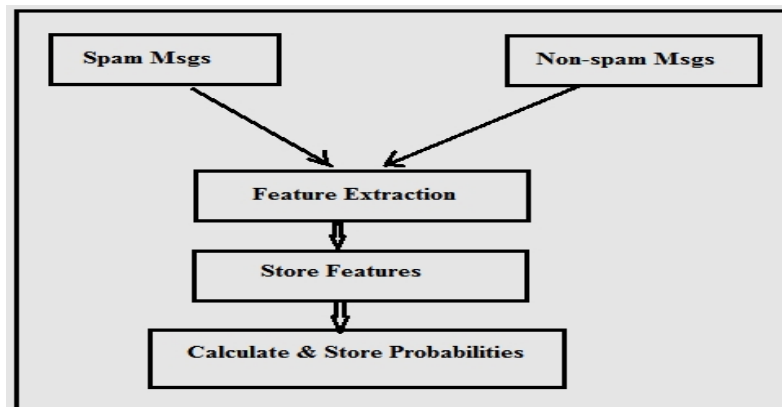 Spam Msgs
Non-spam Msgs
Feature Extraction
Store Features
Calculate & Store Probabilities